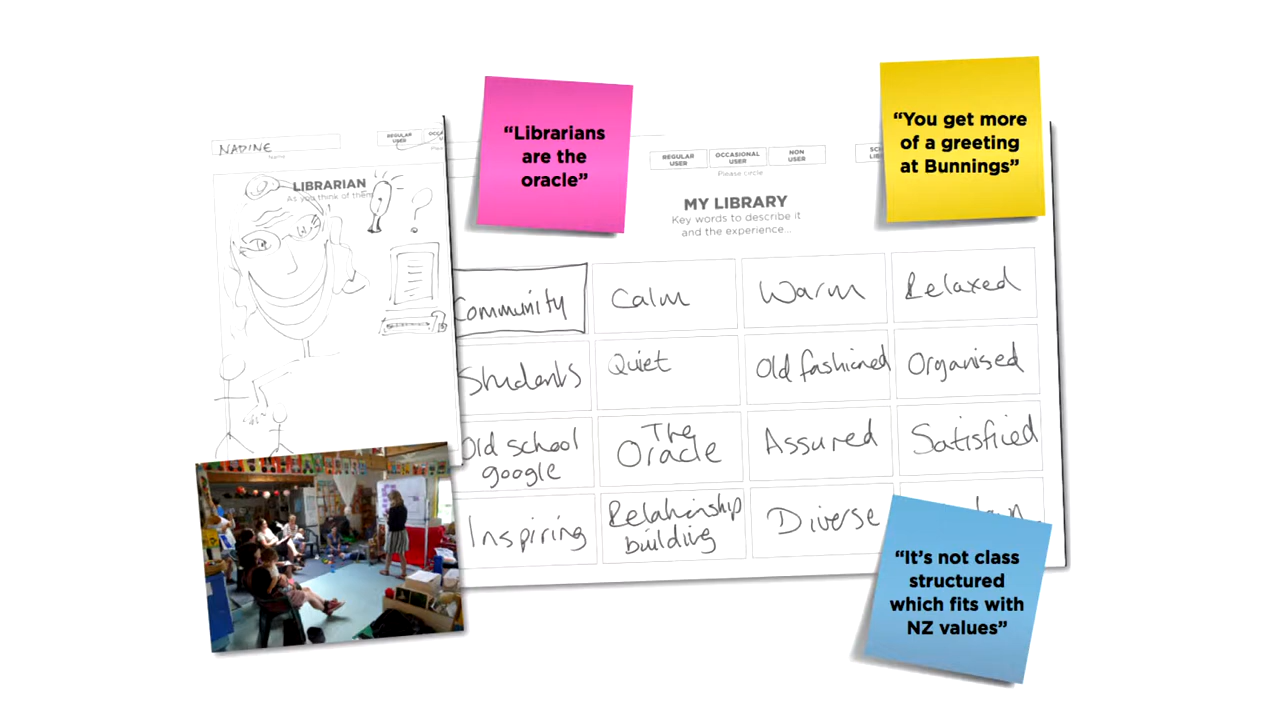 NADINE
Name
REGULAR
USER
LIBRARIAN
As you think of them
"Librarians
are the
oracle"
"You get more
of a greeting
at Bunnings"
REGULAR
USER
OCCASIONAL
USER
NON
USER
Please circle
MY LIBRARY
Key words to describe it
and the experience...
Community
Calm
Warm
Relaxed
Students
Quiet
Old fashioned
Organised
Old school
google
The
Oracle
Assured
Satisfied
Inspiring
Relationship
building
Diverse
"It's not class
structured
which fits with
NZ values"